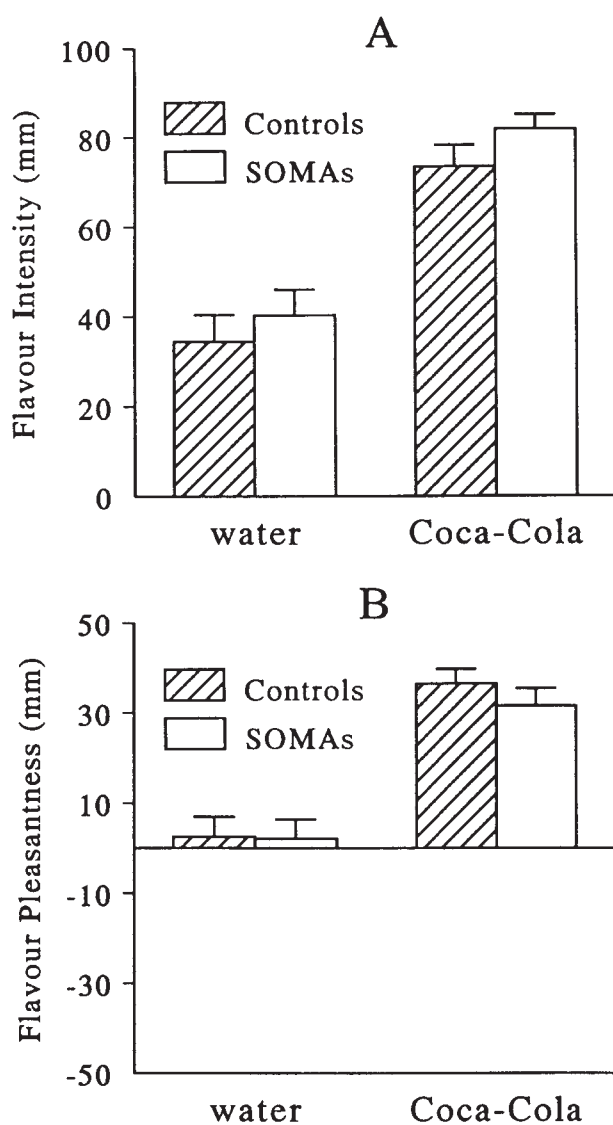 A
100
80
60
40
20
0
Flavour Intensity (mm)
Controls
SOMAs
water Coca-Cola
B
50
30
10
-10
-30
-50
Flavour Pleasantness (mm)
Controls
SOMAs
water Coca-Cola